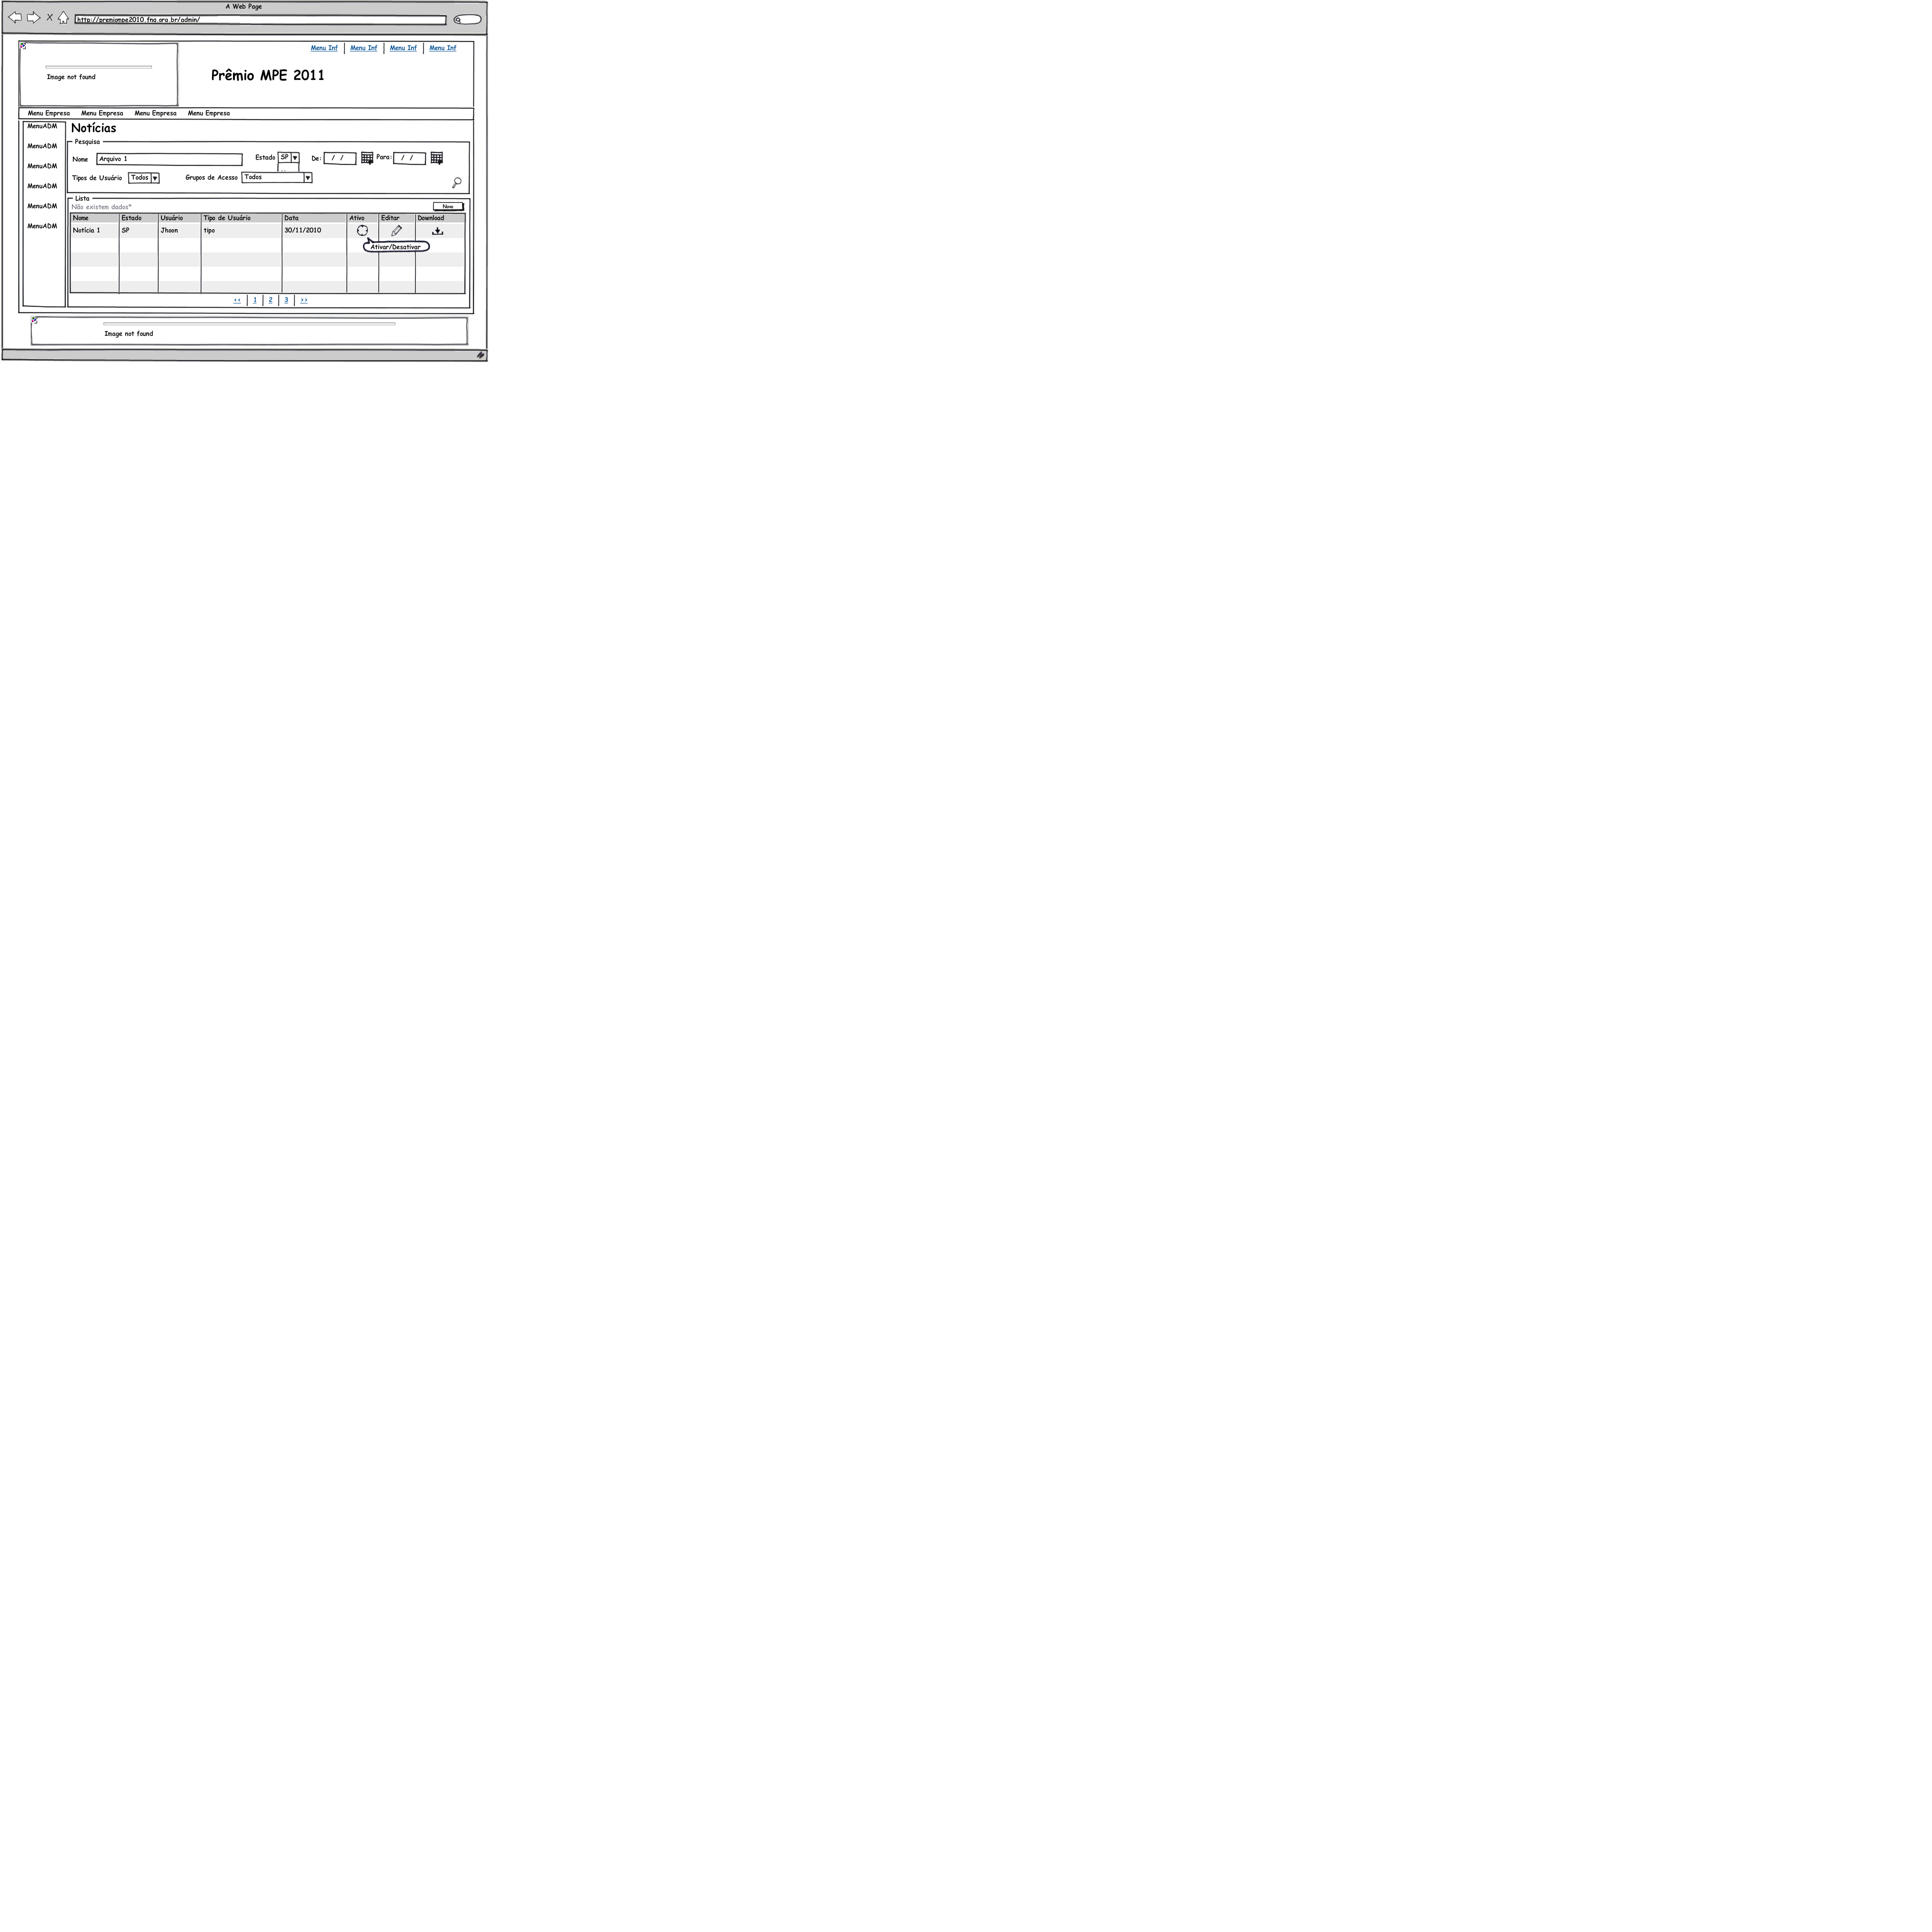 A Web Page
http://premiompe2010.fnq.org.br/admin/
Menu Inf Menu Inf Menu Inf Menu Inf
Image not found
Prêmio MPE 2011
Menu Empresa Menu Empresa Menu Empresa Menu Empresa
MenuADM
MenuADM
MenuADM
MenuADM
MenuADM
MenuADM
Notícias
Pesquisa
Nome Arquivo 1 Estado SP De: / / Para: / /
Tipos de Usuário Todos Grupos de Acesso Todos
Lista
Não existem dados*
Nome Estado Usuário Tipo de Usuário Data Ativo Editar Download
Notícia 1 SP Jhoon tipo 30/11/2010
Ativar/Desativar
<< 1 2 3 >>
Image not found